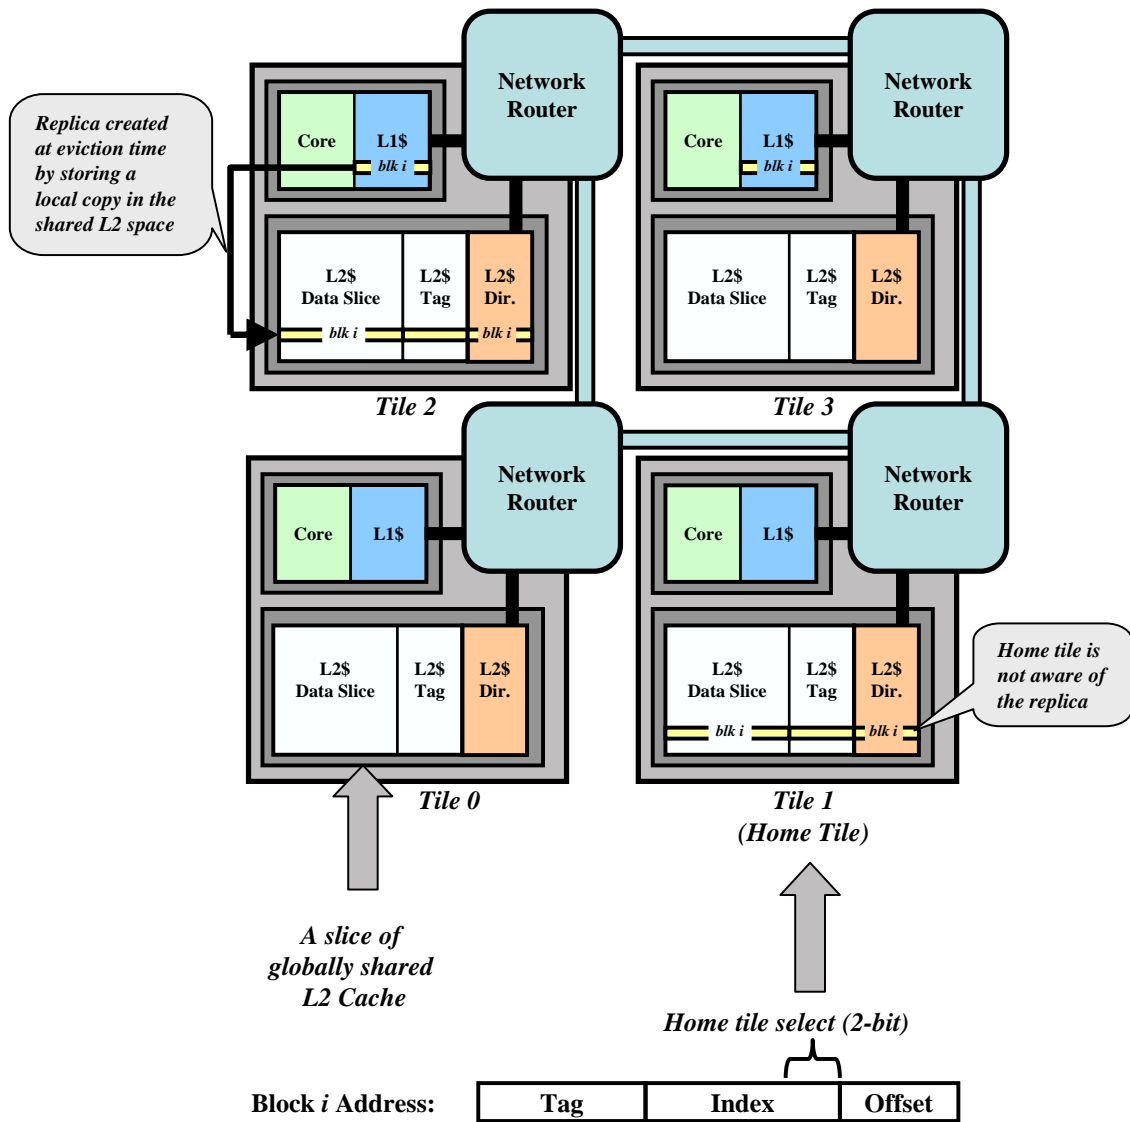 Network
Router
Network
Router
Replica created
at eviction time
by storing a
local copy in the
shared L2 space
Core
L1$
blk i
Core
L1$
blk i
L2$
Data Slice
L2$
Tag
L2$
Dir.
blk i
blk i
L2$
Data Slice
L2$
Tag
L2$
Dir.
Tile 2
Tile 3
Network
Router
Network
Router
Core
L1$
Core
L1$
L2$
Data Slice
L2$
Tag
L2$
Dir.
L2$
Data Slice
L2$
Tag
L2$
Dir.
blk i
blk i
Home tile is
not aware of
the replica
Tile 0
Tile 1
(Home Tile)
A slice of
globally shared
L2 Cache
Home tile select (2-bit)
Block i Address:
Tag
Index
Offset